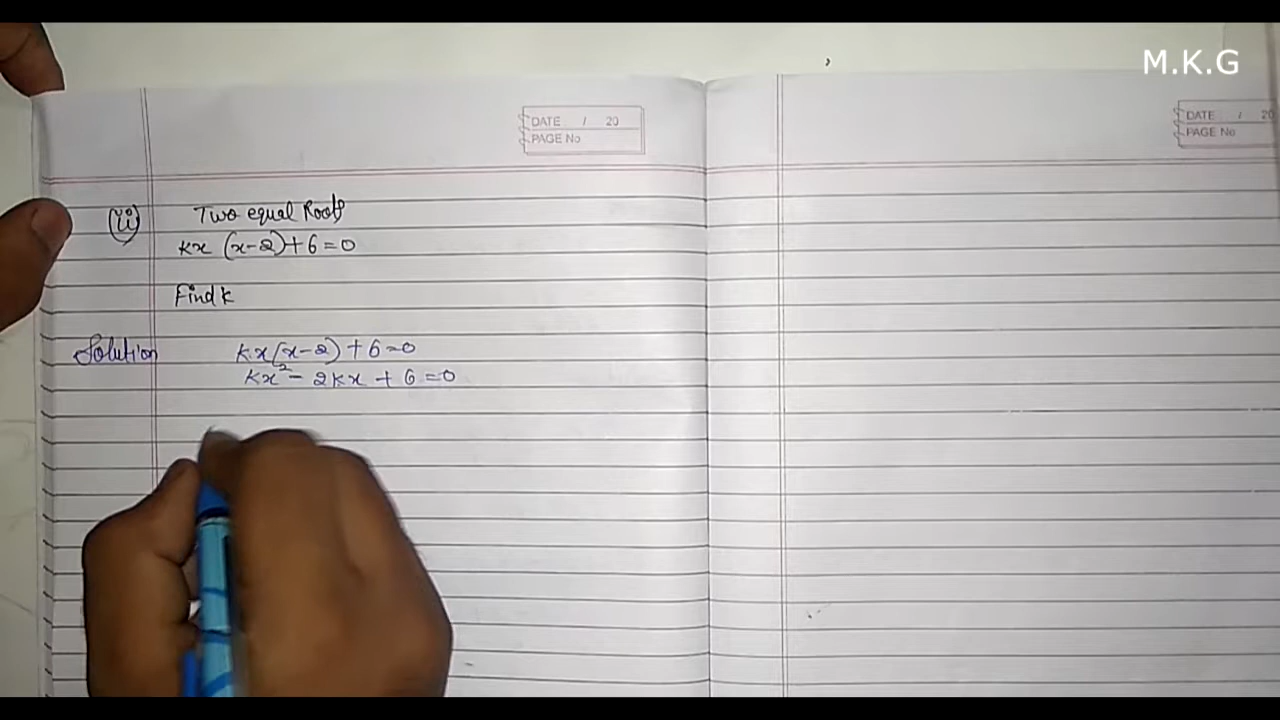 M.K.G
DATE / 20
PAGE No
DATE / 20
PAGE No
(ii) Two equal Roots
kx (x-2)+6=0
Find k
Solution kx(x-2)+6=0
kx² - 2kx + 6 =0